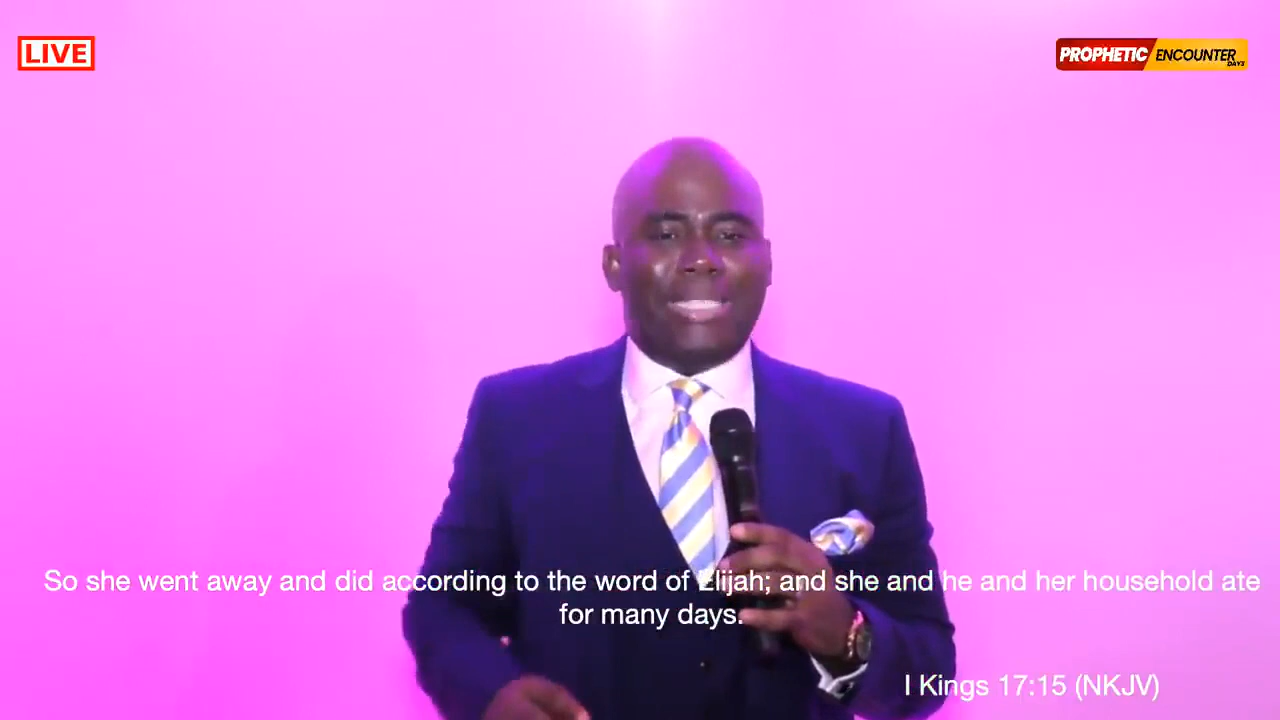 LIVE
PROPHETIC ENCOUNTER
DAYS
So she went away and did according to the word of Elijah; and she and he and her household ate
for many days.
I Kings 17:15 (NKJV)